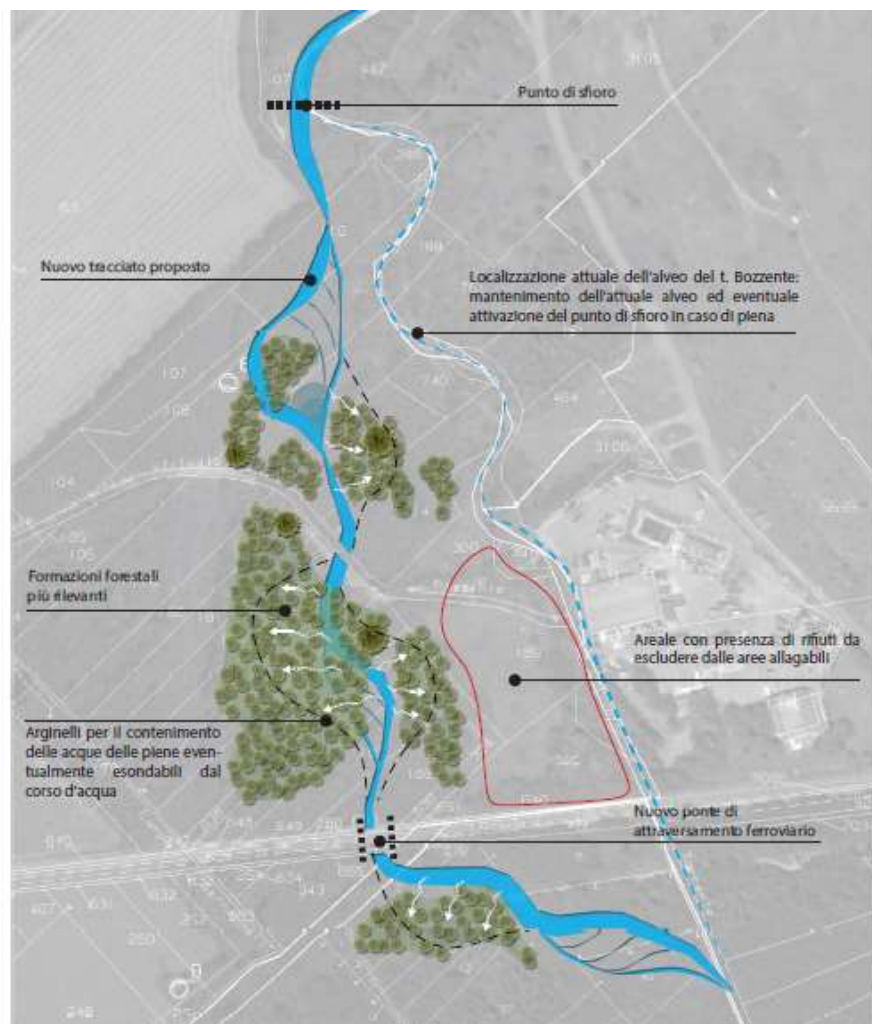 Punto di sfioro
Nuovo tracciato proposto
Localizzazione attuale dell'alveo del t. Bozzente:
mantenimento dell'attuale alveo ed eventuale
attivazione del punto di sfioro in caso di piena
Formazioni forestali
più rilevanti
Areale con presenza di rifiuti da
escludere dalle aree allagabili
Arginelli per il contenimento
delle acque delle piene even-
tualmente esondabili dal
corso d'acqua
Nuovo ponte di
attraversamento ferroviario